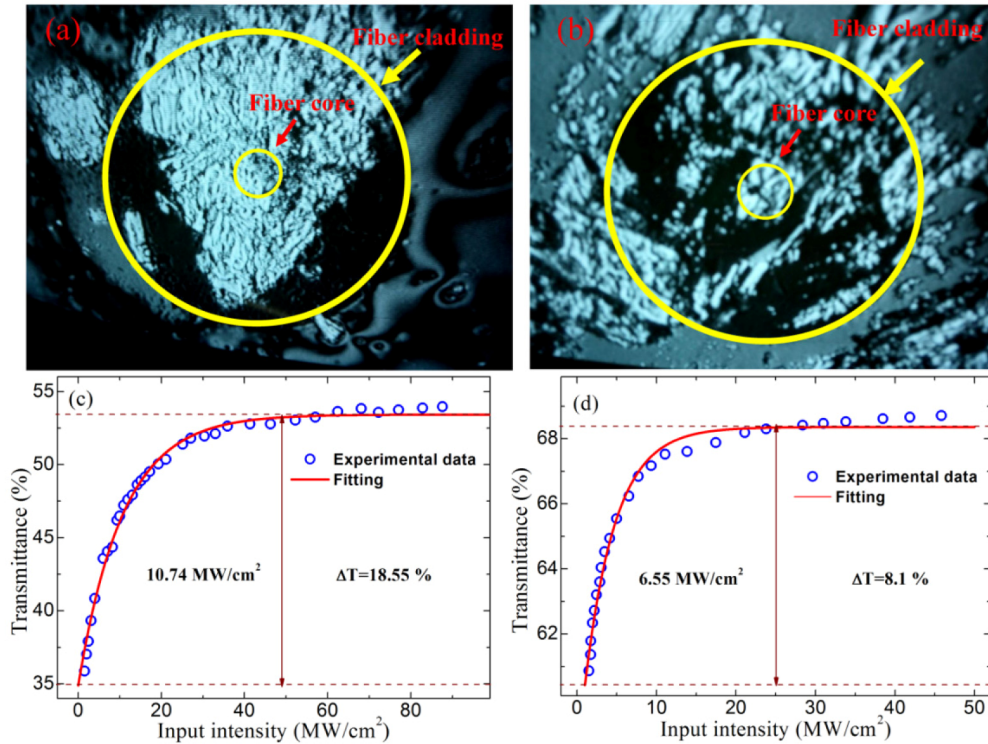 (a)
Fiber cladding
Fiber core
(b)
Fiber cladding
Fiber core
(c)
55
50
45
40
35
Transmittance (%)
Experimental data
Fitting
10.74 MW/cm²
ΔT=18.55 %
0 20 40 60 80
Input intensity (MW/cm²)
(d)
68
66
64
62
Transmittance (%)
Experimental data
Fitting
6.55 MW/cm²
ΔT=8.1 %
0 10 20 30 40 50
Input intensity (MW/cm²)